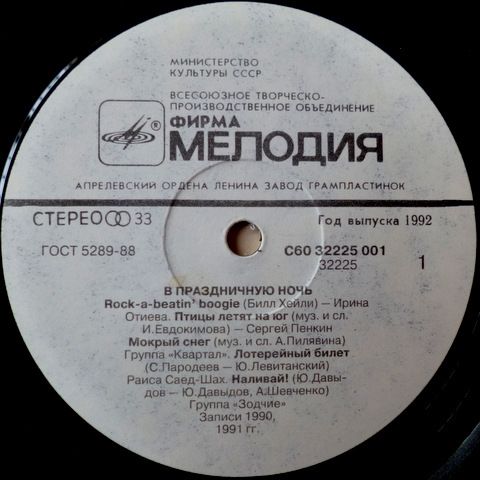 МИНИСТЕРСТВО
КУЛЬТУРЫ СССР
ВСЕСОЮЗНОЕ ТВОРЧЕСКО-
ПРОИЗВОДСТВЕННОЕ ОБЪЕДИНЕНИЕ
ФИРМА
® МЕЛОДИЯ
АПРЕЛЕВСКИЙ ОРДЕНА ЛЕНИНА ЗАВОД ГРАМПЛАСТИНОК
СТЕРЕО 33 Год выпуска 1992
ГОСТ 5289-88 С60 32225 001
32225 1
В ПРАЗДНИЧНУЮ НОЧЬ
Rock-a-beatin' boogie (Билл Хейли) – Ирина
Отиева. Птицы летят на юг (муз. и сл.
И.Евдокимова) – Сергей Пенкин
Мокрый снег (муз. и сл. А.Пилявина)
Группа «Квартал». Лотерейный билет
(С.Пародеев – Ю.Левитанский)
Раиса Саед-Шах. Наливай! (Ю.Давы-
дов – Ю.Давыдов, А.Шевченко)
Группа «Зодчие»
Записи 1990,
1991 гг.